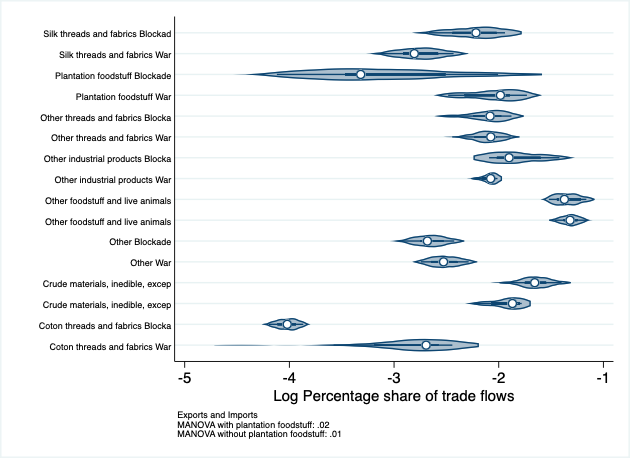 Silk threads and fabrics Blockad
Silk threads and fabrics War
Plantation foodstuff Blockade
Plantation foodstuff War
Other threads and fabrics Blocka
Other threads and fabrics War
Other industrial products Blocka
Other industrial products War
Other foodstuff and live animals
Other foodstuff and live animals
Other Blockade
Other War
Crude materials, inedible, excep
Crude materials, inedible, excep
Coton threads and fabrics Blocka
Coton threads and fabrics War
-5 -4 -3 -2 -1
Log Percentage share of trade flows
Exports and Imports
MANOVA with plantation foodstuff: .02
MANOVA without plantation foodstuff: .01